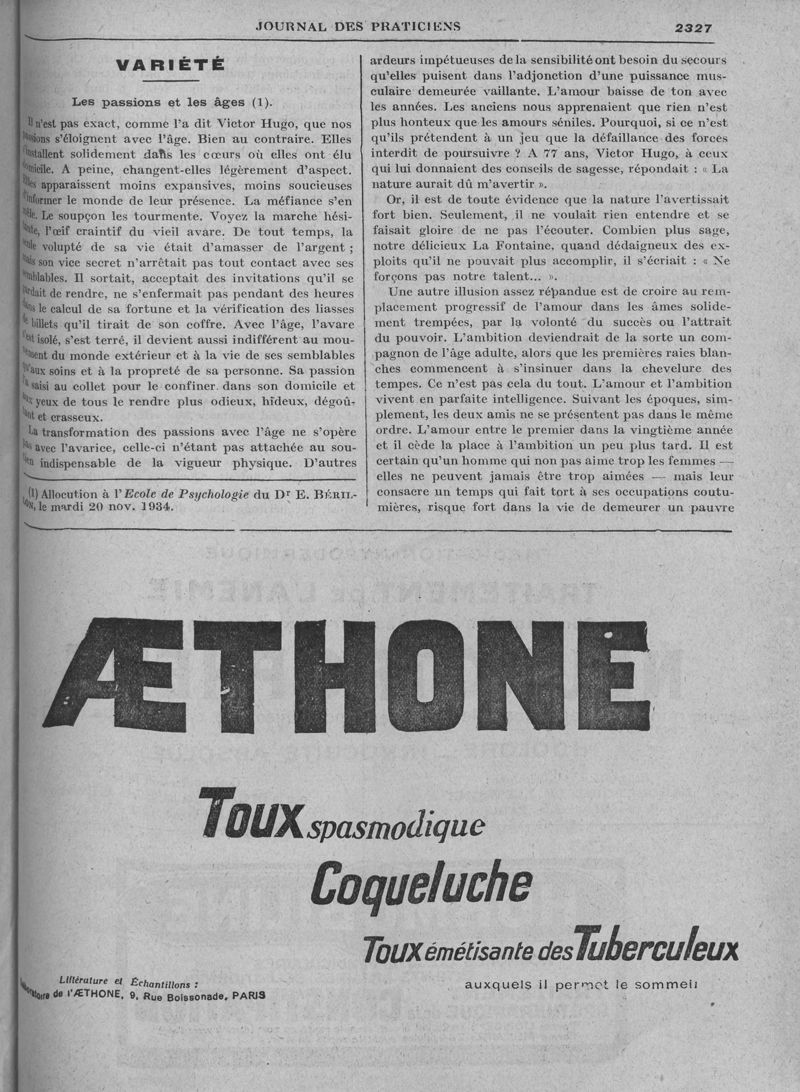 JOURNAL DES PRATICIENS
2327
VARIÉTÉ
Les passions et les âges (1).
Il n'est pas exact, comme l'a dit Victor Hugo, que nos
s'éloignent avec l'âge. Bien au contraire. Elles
s'installent solidement dans les cœurs où elles ont élu
domicile. A peine, changent-elles légèrement d'aspect.
Elles apparaissent moins expansives, moins soucieuses
d'informer le monde de leur présence. La méfiance s'en
mêle. Le soupçon les tourmente. Voyez la marche hési-
tante, l'œif craintif du vieil avare. De tout temps, la
seule volupté de sa vie était d'amasser de l'argent ;
mais son vice secret n'arrêtait pas tout contact avec ses
semblables. Il sortait, acceptait des invitations qu'il se
gardait de rendre, ne s'enfermait pas pendant des heures
dans le calcul de sa fortune et la vérification des liasses
de billets qu'il tirait de son coffre. Avec l'âge, l'avare
s'est isolé, s'est terré, il devient aussi indifférent au mou-
vement du monde extérieur et à la vie de ses semblables
qu'aux soins et à la propreté de sa personne. Sa passion
l'a saisi au collet pour le confiner dans son domicile et
aux yeux de tous le rendre plus odieux, hideux, dégoû-
tant et crasseux.
La transformation des passions avec l'âge ne s'opère
pas avec l'avarice, celle-ci n'étant pas attachée au sou-
tien indispensable de la vigueur physique. D'autres
(1) Allocution à l'Ecole de Psychologie du Dr E. BÉRIL-
LON, le mardi 20 nov. 1934.
ardeurs impétueuses de la sensibilité ont besoin du secours
qu'elles puisent dans l'adjonction d'une puissance mus-
culaire demeurée vaillante. L'amour baisse de ton avec
les années. Les anciens nous apprenaient que rien n'est
plus honteux que les amours séniles. Pourquoi, si ce n'est
qu'ils prétendent à un jeu que la défaillance des forces
interdit de poursuivre ? A 77 ans, Victor Hugo, à ceux
qui lui donnaient des conseils de sagesse, répondait : « La
nature aurait dû m'avertir ».
Or, il est de toute évidence que la nature l'avertissait
fort bien. Seulement, il ne voulait rien entendre et se
faisait gloire de ne pas l'écouter. Combien plus sage,
notre délicieux La Fontaine, quand dédaigneux des ex-
ploits qu'il ne pouvait plus accomplir, il s'écriait : « Ne
forçons pas notre talent... ».
Une autre illusion assez répandue est de croire au rem-
placement progressif de l'amour dans les âmes solide-
ment trempées, par la volonté du succès ou l'attrait
du pouvoir. L'ambition deviendrait de la sorte un com-
pagnon de l'âge adulte, alors que les premières raies blan-
ches commencent à s'insinuer dans la chevelure des
tempes. Ce n'est pas cela du tout. L'amour et l'ambition
vivent en parfaite intelligence. Suivant les époques, sim-
plement, les deux amis ne se présentent pas dans le même
ordre. L'amour entre le premier dans la vingtième année
et il cède la place à l'ambition un peu plus tard. Il est
certain qu'un homme qui non pas aime trop les femmes —
elles ne peuvent jamais être trop aimées — mais leur
consacre un temps qui fait tort à ses occupations coutu-
mières, risque fort dans la vie de demeurer un pauvre
ÆTHONE
Toux spasmodique
Coqueluche
Toux émétisante des Tuberculeux
auxquels il permet le sommeil
Littérature et Échantillons :
de l'ÆTHONE, 9, Rue Boissonade, PARIS